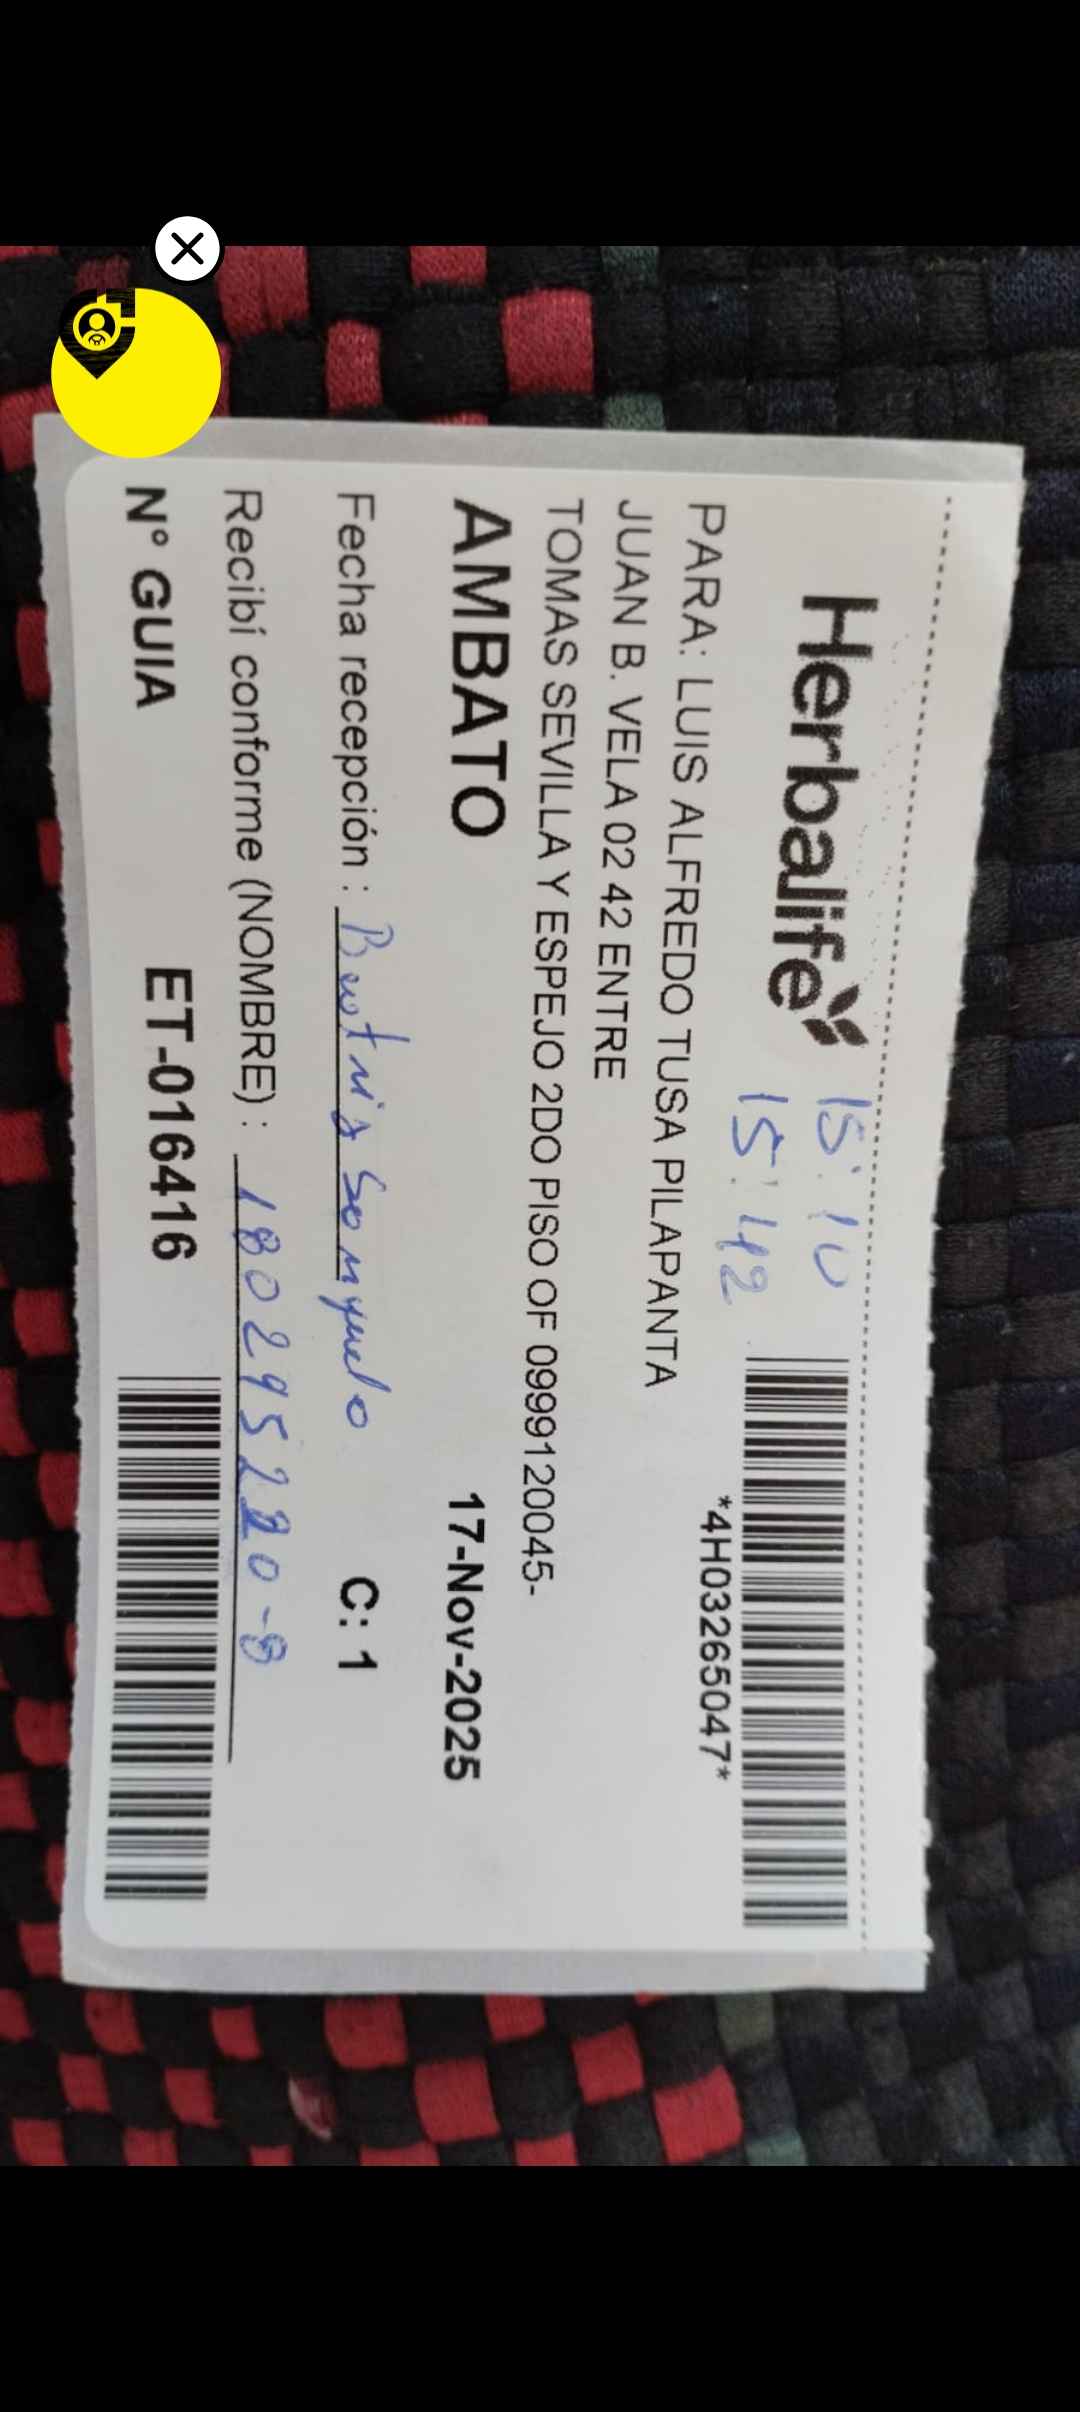 Herbalife
15:10
15:42
*4H03265047*
PARA: LUIS ALFREDO TUSA PILAPANTA
JUAN B. VELA 02 42 ENTRE
TOMAS SEVILLA Y ESPEJO 2DO PISO OF 0999120045-
AMBATO 17-Nov-2025
Fecha recepción : C: 1
Recibí conforme (NOMBRE) :
N° GUIA ET-016416